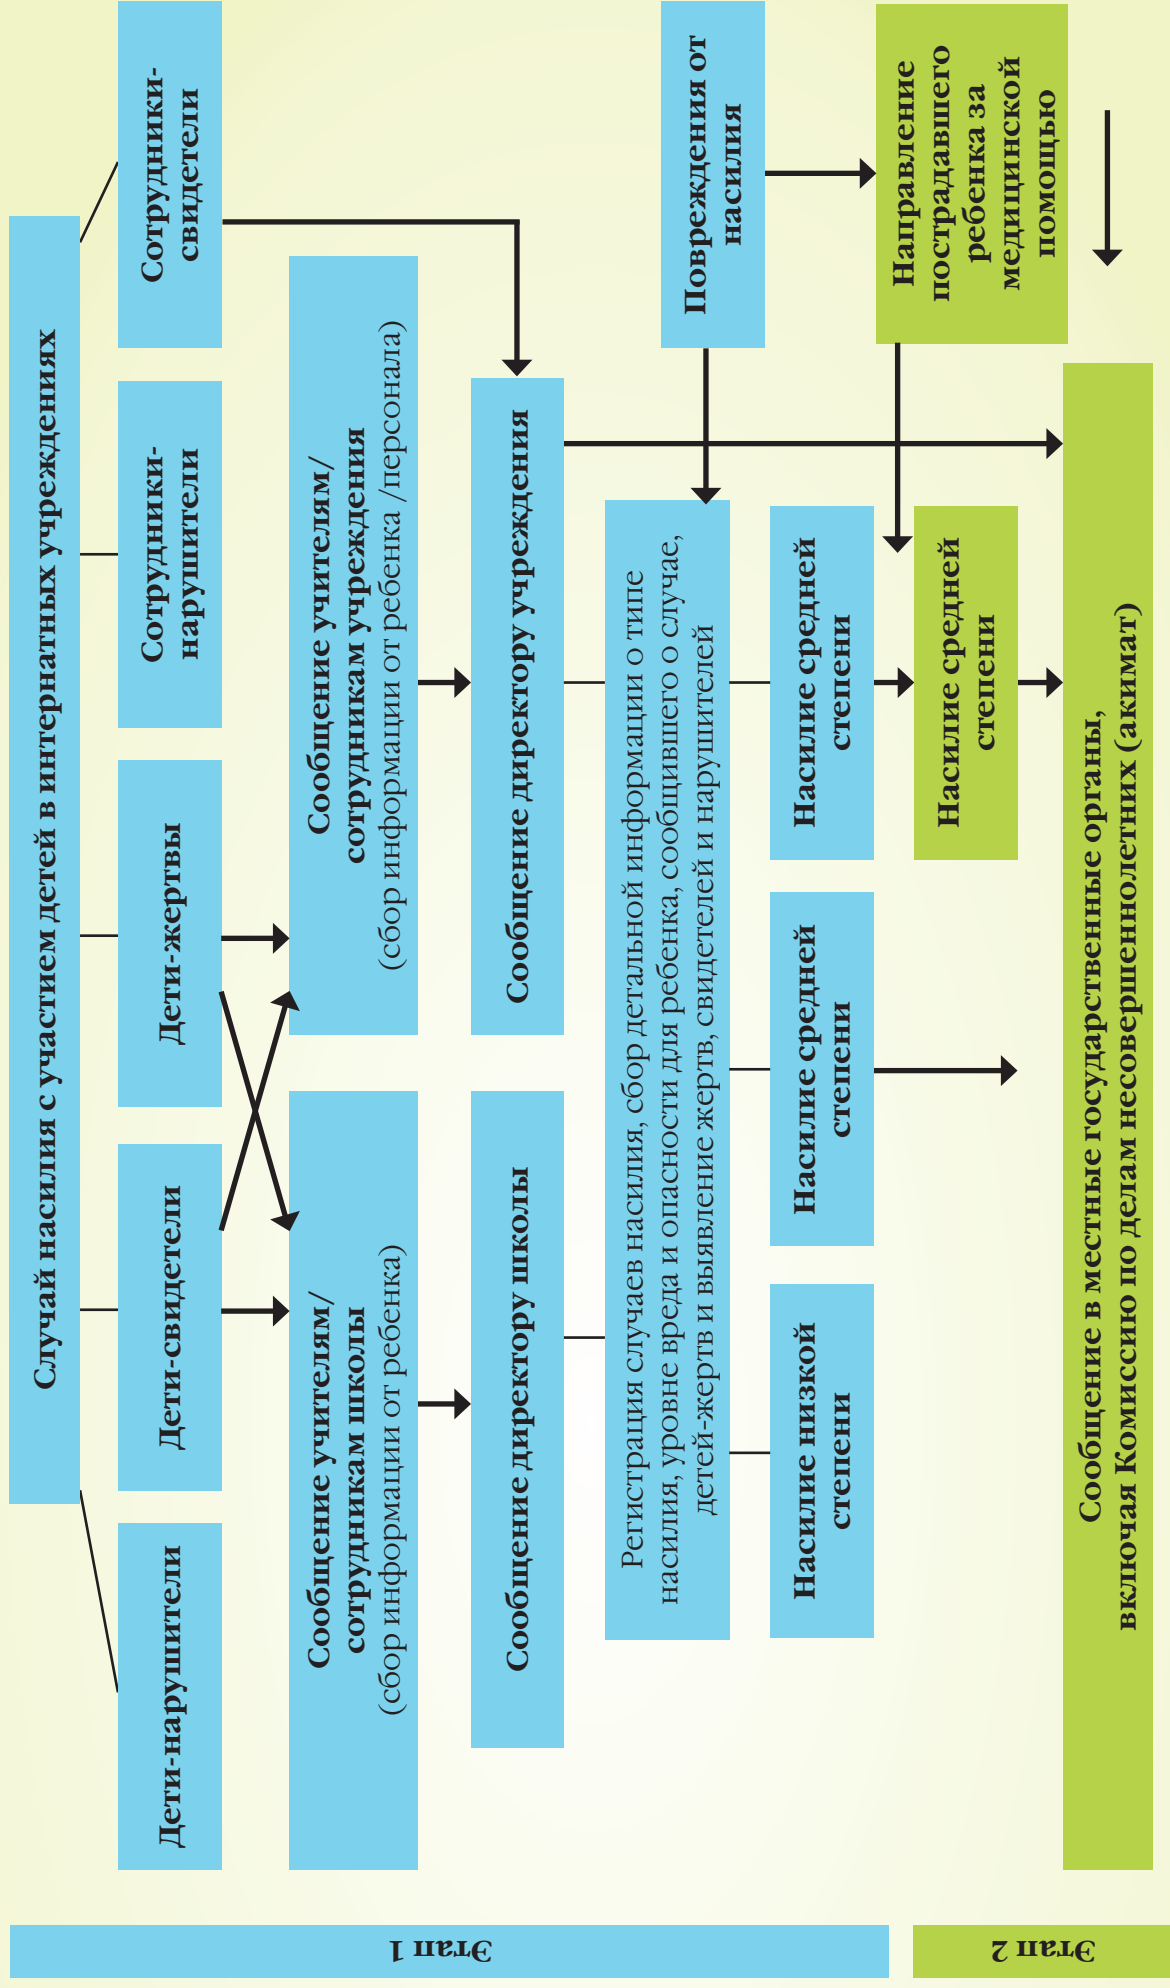 Случай насилия с участием детей в интернатных учреждениях
Дети-нарушители
Дети-свидетели
Дети-жертвы
Сотрудники-
нарушители
Сотрудники-
свидетели
Сообщение учителям/
сотрудникам школы
(сбор информации от ребенка)
Сообщение учителям/
сотрудникам учреждения
(сбор информации от ребенка /персонала)
Сообщение директору школы
Сообщение директору учреждения
Регистрация случаев насилия, сбор детальной информации о типе
насилия, уровне вреда и опасности для ребенка, сообщившего о случае,
детей-жертв и выявление жертв, свидетелей и нарушителей
Повреждения от
насилия
Насилие низкой
степени
Насилие средней
степени
Насилие средней
степени
Направление
пострадавшего
ребенка за
медицинской
помощью
Насилие средней
степени
Сообщение в местные государственные органы,
включая Комиссию по делам несовершеннолетних (акимат)
Этап 1
Этап 2